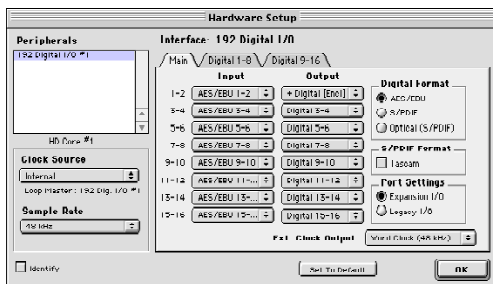 Hardware Setup
Peripherals
192 Digital I/O #1
HD Core #1
Clock Source
Internal
Loop Master : 192 Dig. I/O #1
Sample Rate
48 kHz
Identify
Interface: 192 Digital I/O
Main Digital 1-8 Digital 9-16
Input Output
1-2 AES/EBU 1-2 + Digital [Encl]
3-4 AES/EBU 3-4 Digital 3-4
5-6 AES/EBU 5-6 Digital 5-6
7-8 AES/EBU 7-8 Digital 7-8
9-10 AES/EBU 9-10 Digital 9-10
11-12 AES/EBU 11-... Digital 11-12
13-14 AES/EBU 13-... Digital 13-14
15-16 AES/EBU 15-... Digital 15-16
Digital Format
AES/EBU
S/PDIF
Optical (S/PDIF)
S/PDIF Format
Tascam
Port Settings
Expansion I/O
Legacy I/O
Ext. Clock Output Word Clock (48 kHz)
Set To Default
OK